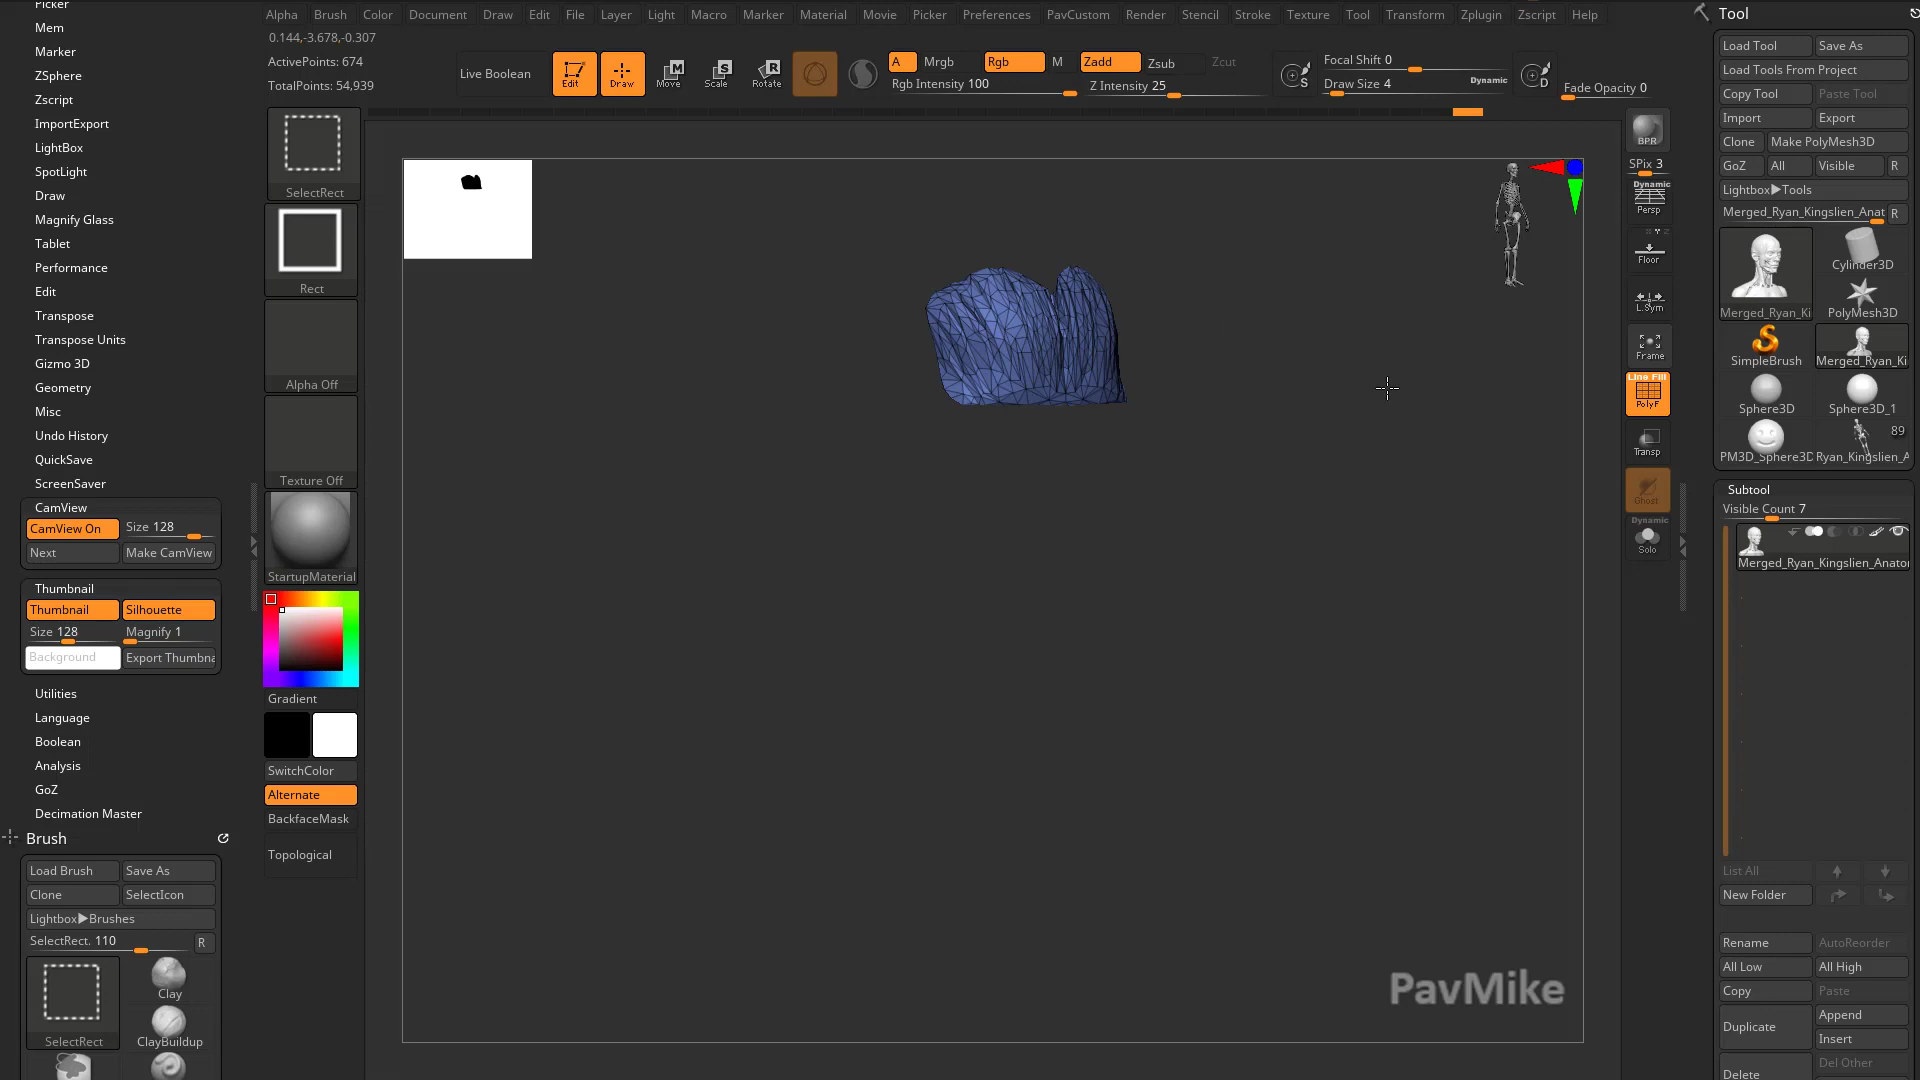 Picker
Mem
Marker
ZSphere
Zscript
ImportExport
LightBox
SpotLight
Draw
Magnify Glass
Tablet
Performance
Edit
Transpose
Transpose Units
Gizmo 3D
Geometry
Misc
Undo History
QuickSave
ScreenSaver
CamView
CamView On Size 128
Next Make CamView
Thumbnail
Thumbnail Silhouette
Size 128 Magnify 1
Background Export Thumbna
Utilities
Language
Boolean
Analysis
GoZ
Decimation Master
Brush
Load Brush Save As
Clone SelectIcon
Lightbox▶Brushes
SelectRect. 110 R
Clay
SelectRect ClayBuildup
Alpha Brush Color Document Draw Edit File Layer Light Macro Marker Material Movie Picker Preferences PavCustom Render Stencil Stroke Texture Tool Transform Zplugin Zscript Help
0.144,-3.678,-0.307
ActivePoints: 674
TotalPoints: 54,939
Live Boolean
Edit Draw Move Scale Rotate
A Mrgb Rgb M Zadd Zsub Zcut
Rgb Intensity 100 Z Intensity 25
Focal Shift 0
Draw Size 4 Dynamic
Fade Opacity 0
SelectRect
Rect
Alpha Off
Texture Off
StartupMaterial
Gradient
SwitchColor
Alternate
BackfaceMask
Topological
PavMike
BPR
SPix 3
Dynamic
Persp
Floor
L.Sym
Frame
Line Fill
PolyF
Transp
Ghost
Dynamic
Solo
Tool
Load Tool Save As
Load Tools From Project
Copy Tool Paste Tool
Import Export
Clone Make PolyMesh3D
GoZ All Visible R
Lightbox▶Tools
Merged_Ryan_Kingslien_Anat R
Cylinder3D
Merged_Ryan_Ki PolyMesh3D
SimpleBrush Merged_Ryan_Ki
Sphere3D Sphere3D_1
89
PM3D_Sphere3D Ryan_Kingslien_A
Subtool
Visible Count 7
Merged_Ryan_Kingslien_Anato
List All
New Folder
Rename AutoReorder
All Low All High
Copy Paste
Duplicate Append
Insert
Delete Del Other